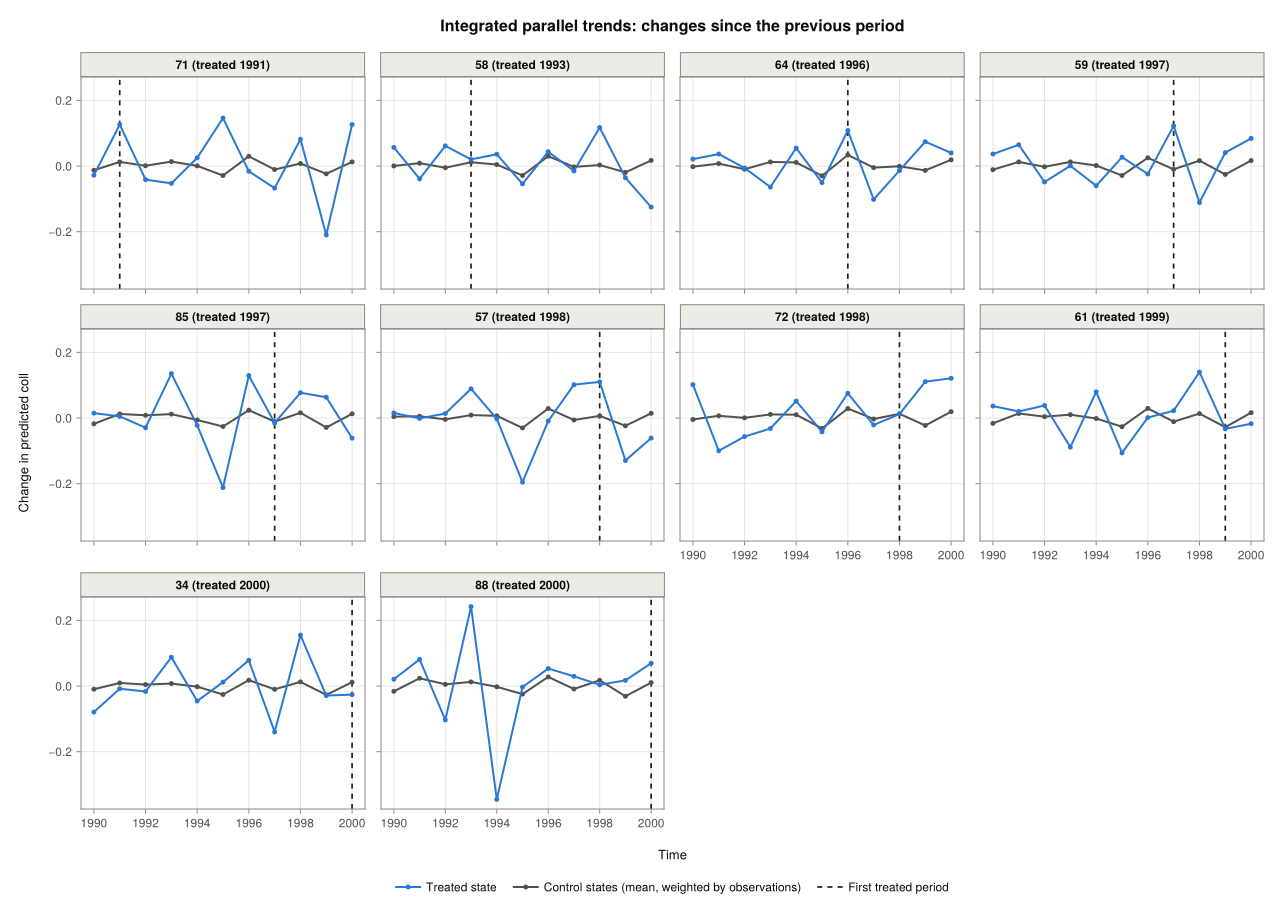 Integrated parallel trends: changes since the previous period
71 (treated 1991)
58 (treated 1993)
64 (treated 1996)
59 (treated 1997)
0.2
0.0
−0.2
85 (treated 1997)
57 (treated 1998)
72 (treated 1998)
61 (treated 1999)
0.2
0.0
−0.2
1990 1992 1994 1996 1998 2000
1990 1992 1994 1996 1998 2000
Change in predicted coll
34 (treated 2000)
88 (treated 2000)
0.2
0.0
−0.2
1990 1992 1994 1996 1998 2000
1990 1992 1994 1996 1998 2000
Time
Treated state
Control states (mean, weighted by observations)
First treated period